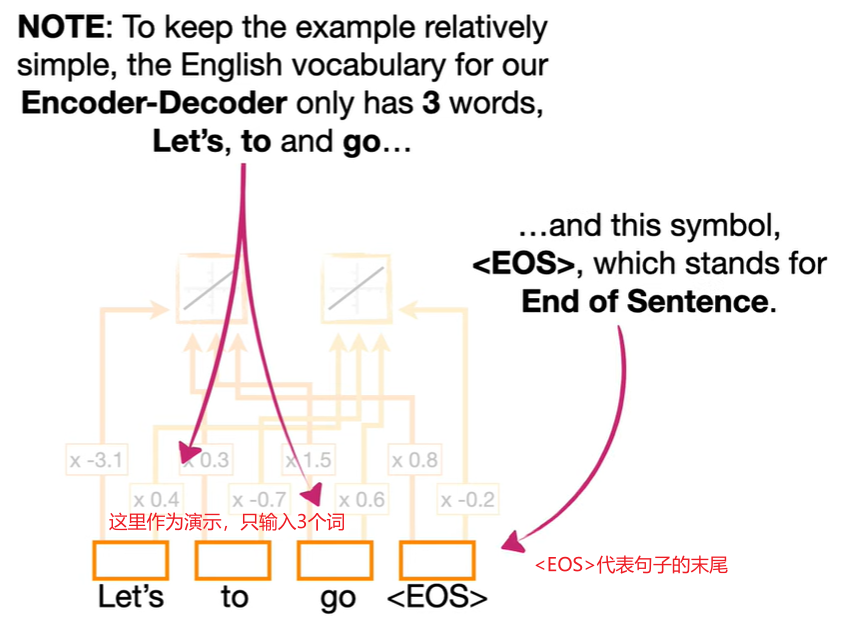 NOTE: To keep the example relatively
simple, the English vocabulary for our
Encoder-Decoder only has 3 words,
Let’s, to and go…
…and this symbol,
<EOS>, which stands for
End of Sentence.
x -3.1
x 0.3
x 1.5
x 0.8
x 0.4
x -0.7
x 0.6
x -0.2
这里作为演示，只输入3个词
<EOS>代表句子的末尾
Let’s
to
go
<EOS>